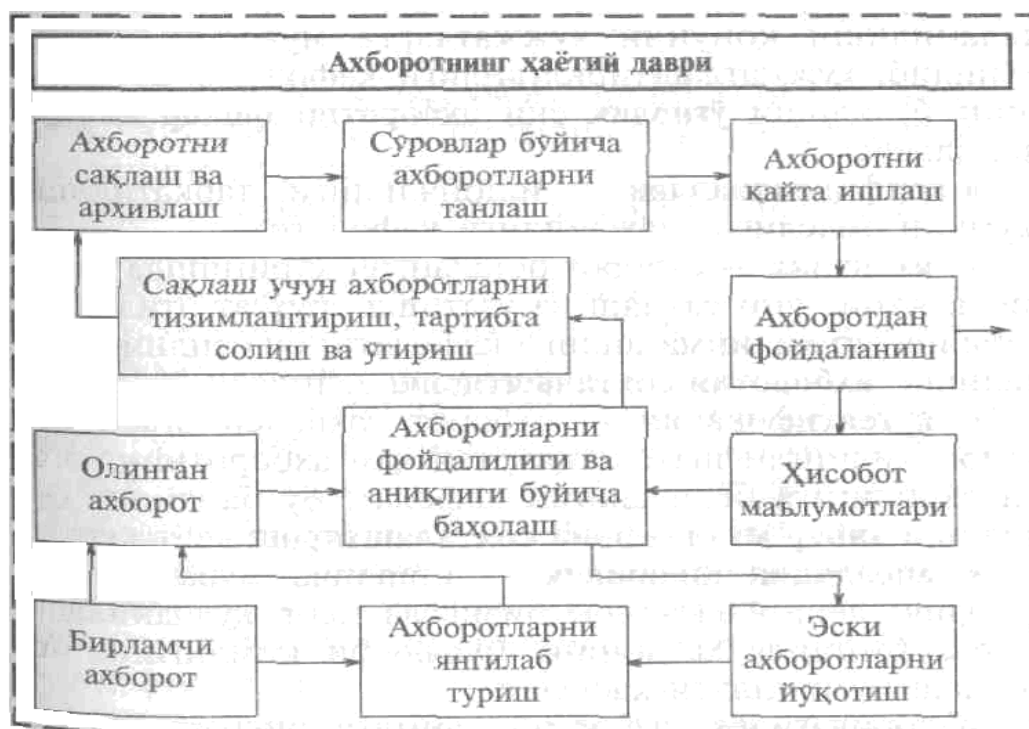 Ахборотнинг ҳаётий даври
Ахборотни
сақлаш ва
архивлаш
Сўровлар бўйича
ахборотларни
танлаш
Ахборотни
қайта ишлаш
Сақлаш учун ахборотларни
тизимлаштириш, тартибга
солиш ва ўгириш
Ахборотдан
фойдаланиш
Олинган
ахборот
Ахборотларни
фойдалилиги ва
аниқлиги бўйича
баҳолаш
Ҳисобот
маълумотлари
Бирламчи
ахборот
Ахборотларни
янгилаб
туриш
Эски
ахборотларни
йўқотиш